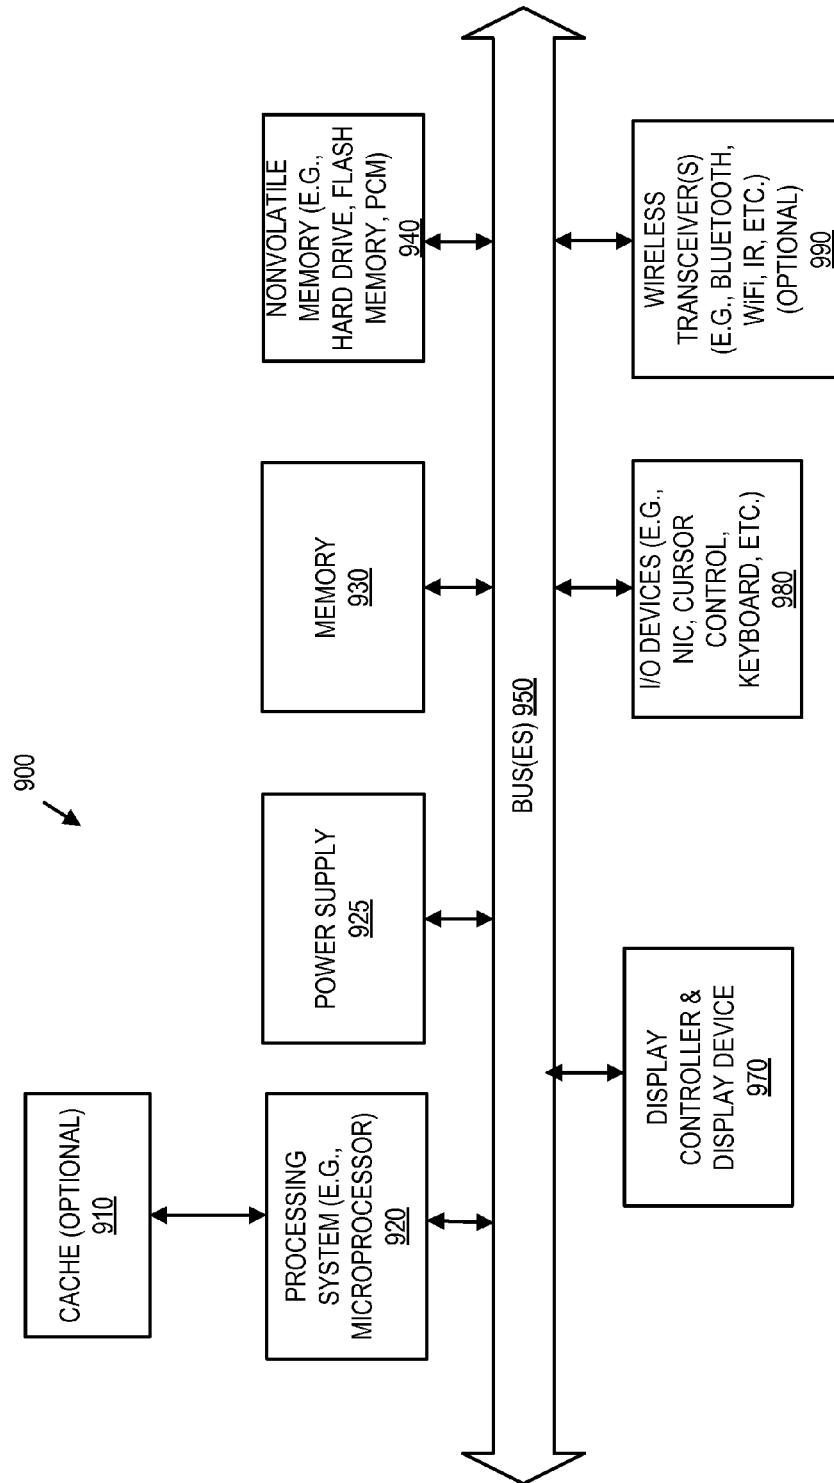 900
CACHE (OPTIONAL)
910
PROCESSING
SYSTEM (E.G.,
MICROPROCESSOR)
920
POWER SUPPLY
925
MEMORY
930
NONVOLATILE
MEMORY (E.G.,
HARD DRIVE, FLASH
MEMORY, PCM)
940
BUS(ES) 950
DISPLAY
CONTROLLER &
DISPLAY DEVICE
970
I/O DEVICES (E.G.,
NIC, CURSOR
CONTROL,
KEYBOARD, ETC.)
980
WIRELESS
TRANSCEIVER(S)
(E.G., BLUETOOTH,
WiFi, IR, ETC.)
(OPTIONAL)
990